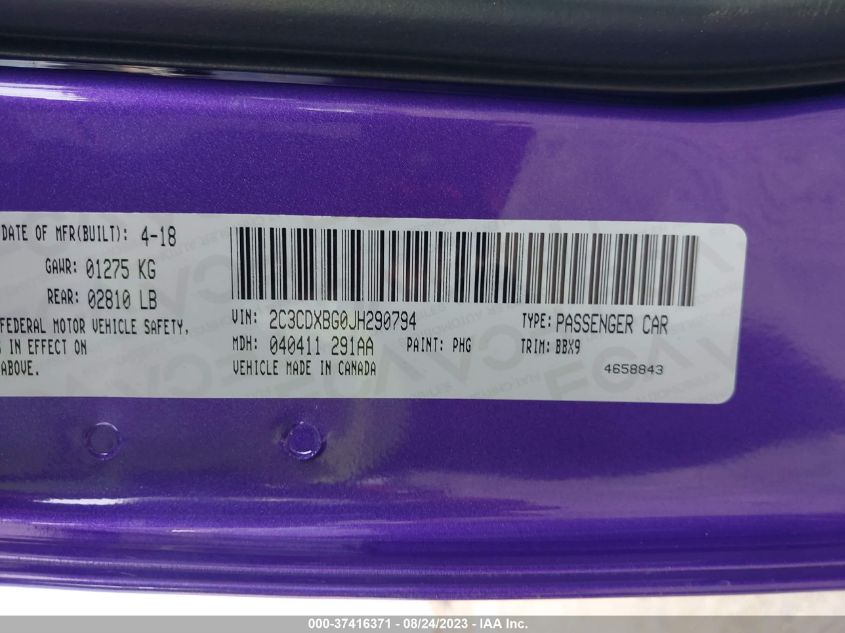 DATE OF MFR(BUILT): 4-18
GAWR: 01275 KG
REAR: 02810 LB
FEDERAL MOTOR VEHICLE SAFETY,
IN EFFECT ON
ABOVE.
VIN: 2C3CDXBG0JH290794 TYPE: PASSENGER CAR
MDH: 040411 291AA PAINT: PHG TRIM: BBX9
VEHICLE MADE IN CANADA 4658843
000-37416371 - 08/24/2023 - IAA Inc.